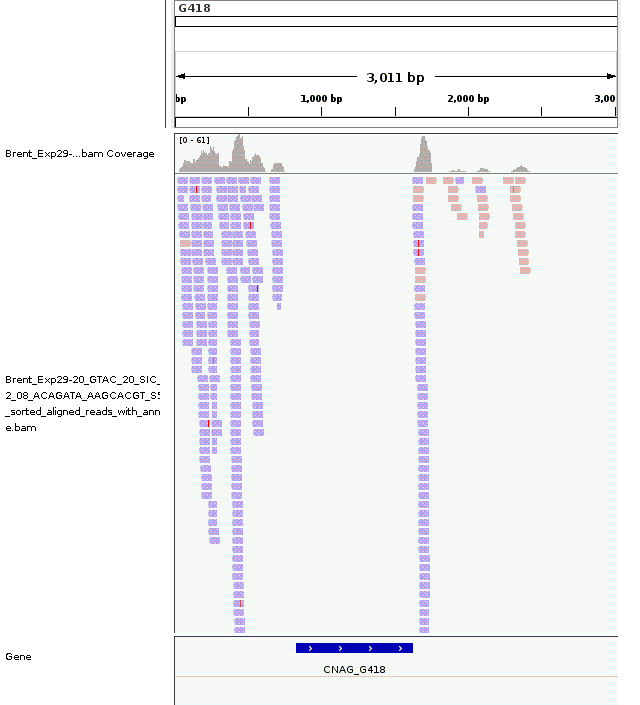 G418
3,011 bp
bp 1,000 bp 2,000 bp 3,00
[0 - 61]
Brent_Exp29-...bam Coverage
Brent_Exp29-20_GTAC_20_SIC_
2_08_ACAGATA_AAGCACGT_S5
_sorted_aligned_reads_with_ann
e.bam
Gene
CNAG_G418